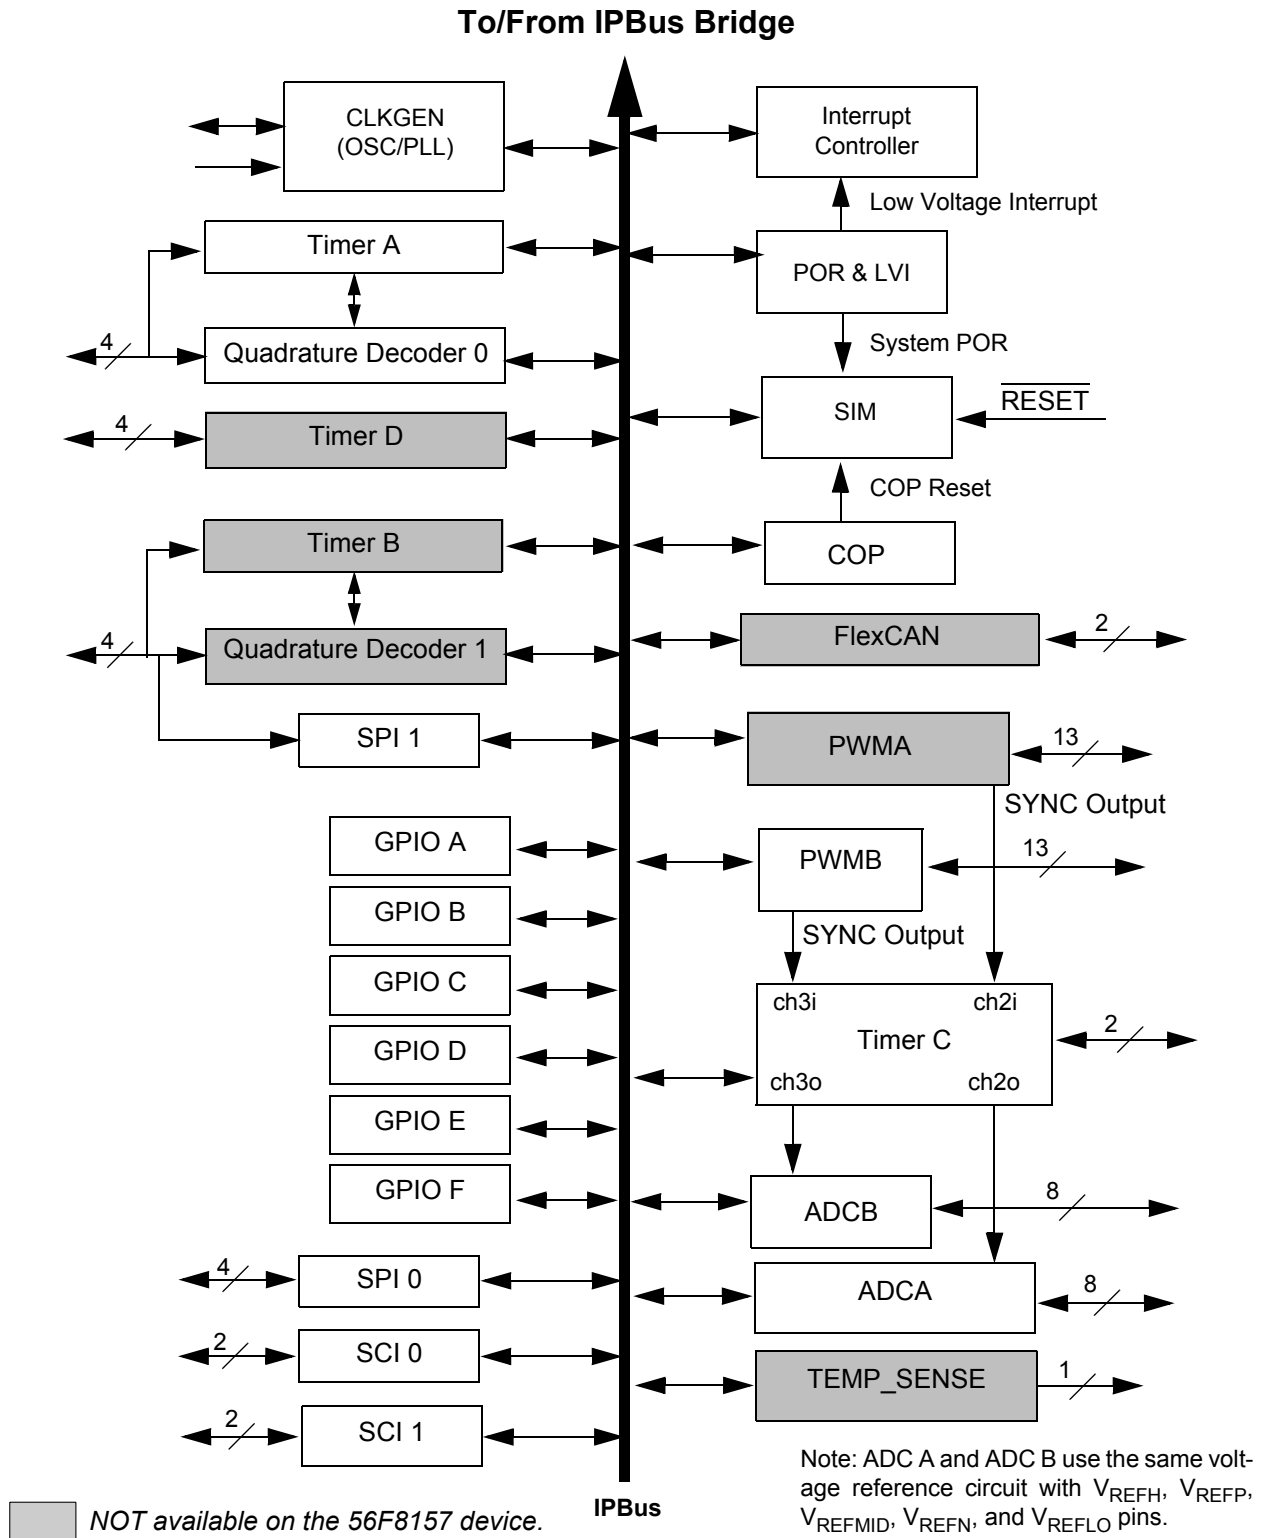 To/From IPBus Bridge
CLKGEN
(OSC/PLL)
Interrupt
Controller
Low Voltage Interrupt
Timer A
POR & LVI
4
Quadrature Decoder 0
System POR
SIM
RESET
4
Timer D
COP Reset
Timer B
COP
4
Quadrature Decoder 1
FlexCAN
2
SPI 1
PWMA
13
SYNC Output
GPIO A
PWMB
13
GPIO B
SYNC Output
GPIO C
ch3i
ch2i
GPIO D
Timer C
2
ch3o
ch2o
GPIO E
GPIO F
ADCB
8
4
SPI 0
ADCA
8
2
SCI 0
TEMP_SENSE
1
2
SCI 1
Note: ADC A and ADC B use the same volt-
age reference circuit with VREFH, VREFP,
VREFMID, VREFN, and VREFLO pins.
IPBus
NOT available on the 56F8157 device.